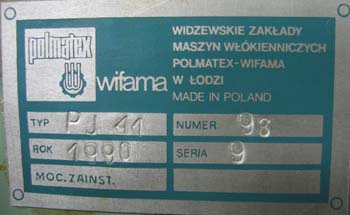 polmatex
wifama
WIDZEWSKIE ZAKŁADY
MASZYN WŁÓKIENNICZYCH
POLMATEX-WIFAMA
W ŁODZI
MADE IN POLAND
TYP PJ 41 NUMER 98
ROK 1990 SERIA 9
MOC.ZAINST.